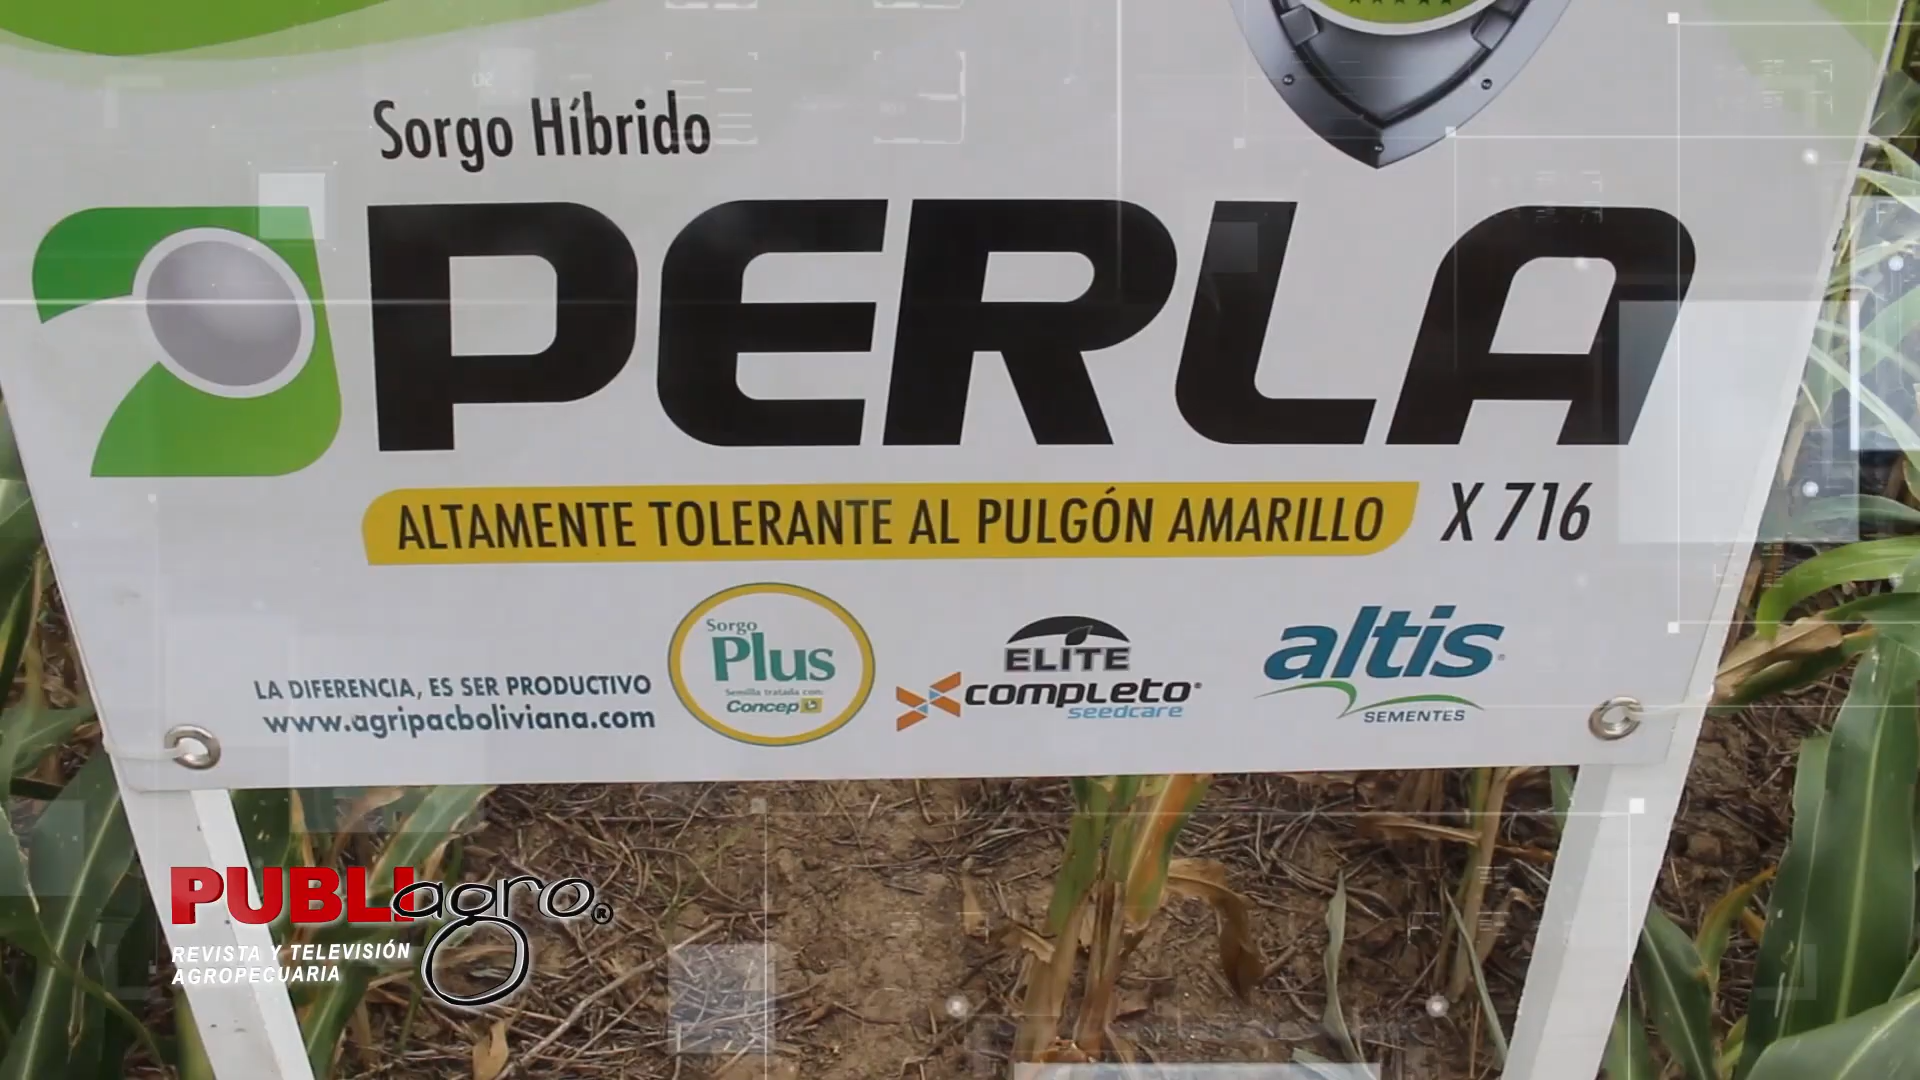 Sorgo Híbrido
PERLA
ALTAMENTE TOLERANTE AL PULGÓN AMARILLO
X 716
LA DIFERENCIA, ES SER PRODUCTIVO
www.agripacboliviana.com
Sorgo
Plus
Semilla tratada con:
Concep
ELITE
completo®
seedcare
altis®
SEMENTES
PUBLIagro®
REVISTA Y TELEVISIÓN
AGROPECUARIA